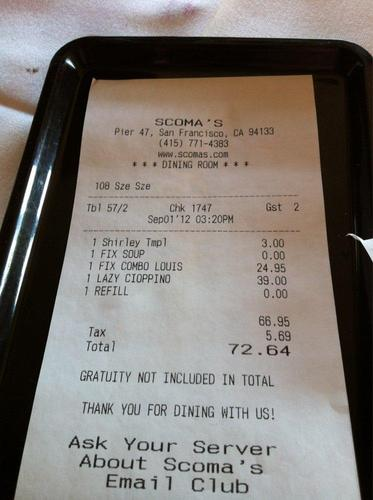 SCOMA'S
Pier 47, San Francisco, CA 94133
(415) 771-4383
www.scomas.com
* * * DINING ROOM * * *
108 Sze Sze
Tbl 57/2 Chk 1747 Gst 2
Sep01'12 03:20PM
1 Shirley Tmpl 3.00
1 FIX SOUP 0.00
1 FIX COMBO LOUIS 24.95
1 LAZY CIOPPINO 39.00
1 REFILL 0.00
66.95
Tax 5.69
Total 72.64
GRATUITY NOT INCLUDED IN TOTAL
THANK YOU FOR DINING WITH US!
Ask Your Server
About Scoma's
Email Club